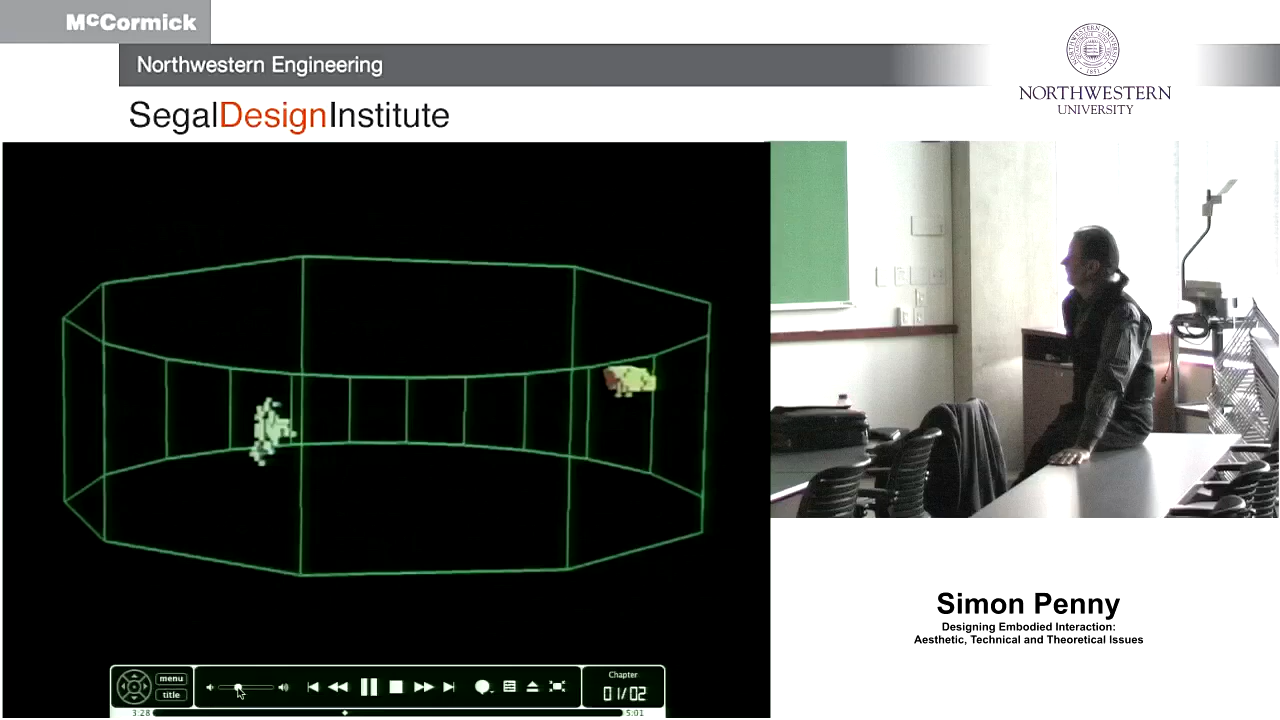 McCormick
Northwestern Engineering
SegalDesignInstitute
NORTHWESTERN
UNIVERSITY
menu
title
Chapter
01/02
3:28
5:01
Simon Penny
Designing Embodied Interaction:
Aesthetic, Technical and Theoretical Issues